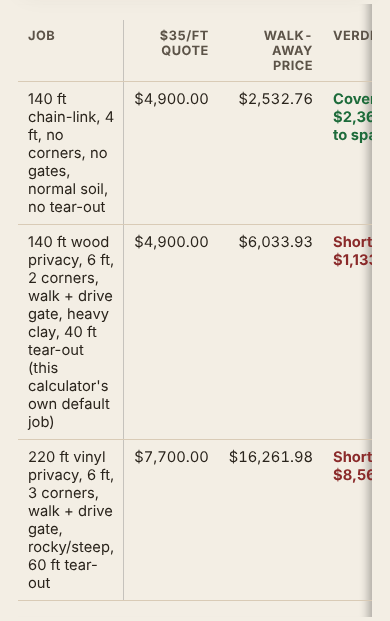 JOB $35/FT WALK-
QUOTE AWAY
PRICE
140 ft $4,900.00 $2,532.76
chain-link, 4
ft, no to
corners, no
gates,
normal soil,
no tear-out
140 ft wood $4,900.00 $6,033.93 Short
privacy, 6 ft,
2 corners,
walk + drive
gate, heavy
clay, 40 ft
tear-out
(this
calculator's
own default
job)
220 ft vinyl $7,700.00 $16,261.98 Short
privacy, 6 ft,
3 corners,
walk + drive
gate,
rocky/steep,
60 ft tear-
out